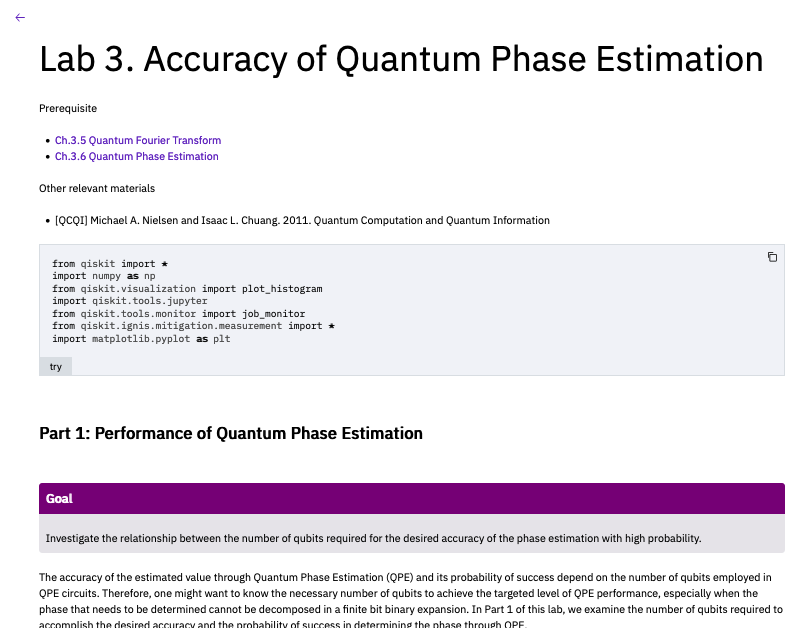 ←
Lab 3. Accuracy of Quantum Phase Estimation
Prerequisite
• Ch.3.5 Quantum Fourier Transform
• Ch.3.6 Quantum Phase Estimation
Other relevant materials
• [QCQI] Michael A. Nielsen and Isaac L. Chuang. 2011. Quantum Computation and Quantum Information
from qiskit import *
import numpy as np
from qiskit.visualization import plot_histogram
import qiskit.tools.jupyter
from qiskit.tools.monitor import job_monitor
from qiskit.ignis.mitigation.measurement import *
import matplotlib.pyplot as plt
try
Part 1: Performance of Quantum Phase Estimation
Goal
Investigate the relationship between the number of qubits required for the desired accuracy of the phase estimation with high probability.
The accuracy of the estimated value through Quantum Phase Estimation (QPE) and its probability of success depend on the number of qubits employed in
QPE circuits. Therefore, one might want to know the necessary number of qubits to achieve the targeted level of QPE performance, especially when the
phase that needs to be determined cannot be decomposed in a finite bit binary expansion. In Part 1 of this lab, we examine the number of qubits required to
accomplish the desired accuracy and the probability of success in determining the phase through QPE.